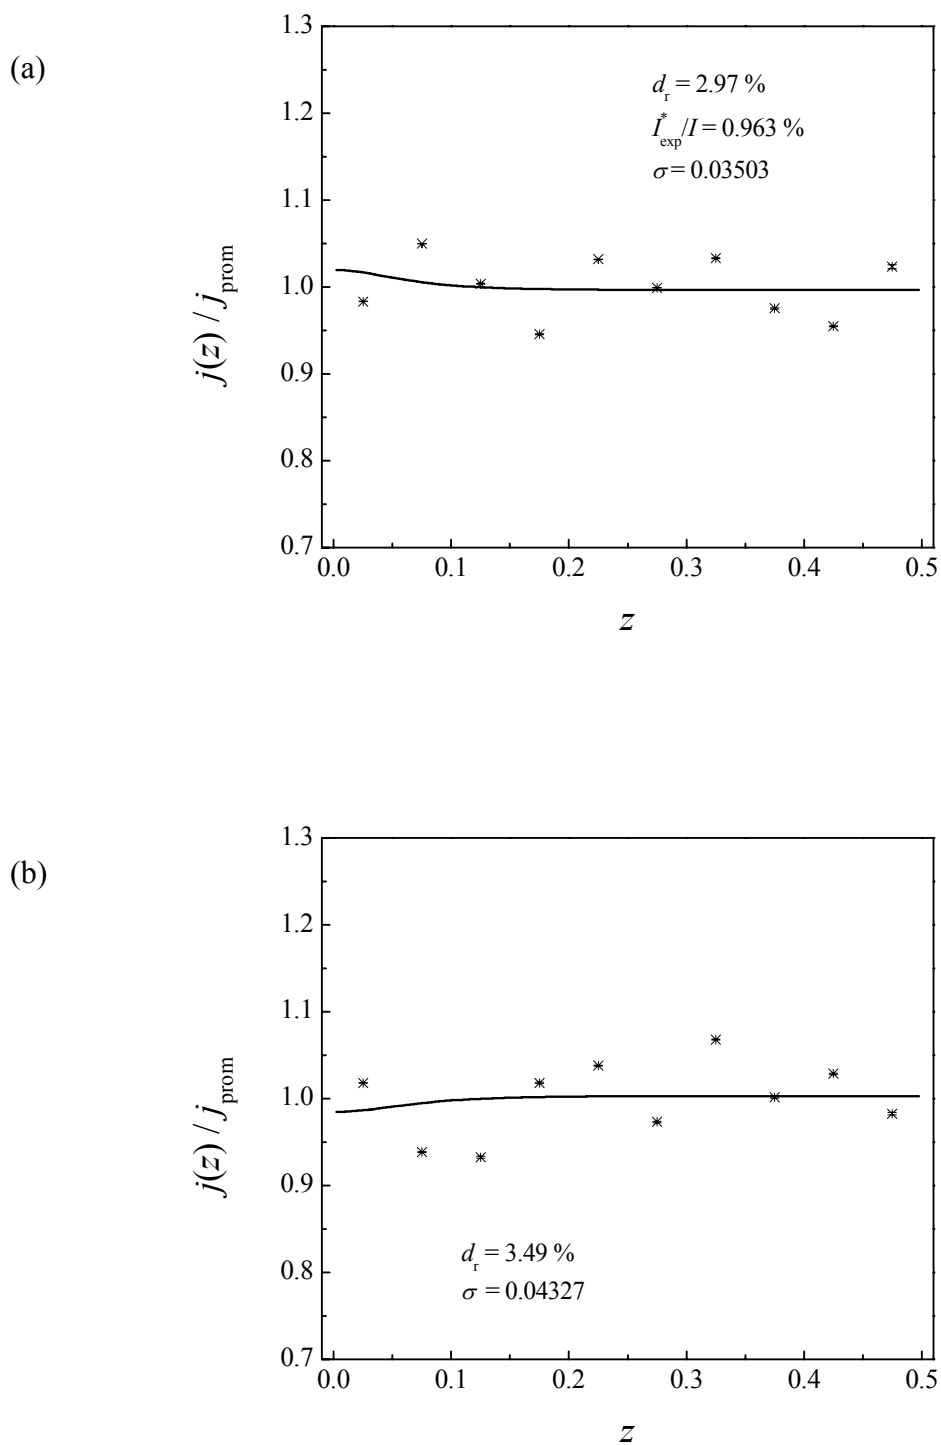 (a)
1.3
1.2
1.1
1.0
0.9
0.8
0.7
j(z) / j_prom
d_r = 2.97 %
I*_exp/I = 0.963 %
σ = 0.03503
0.0 0.1 0.2 0.3 0.4 0.5
z
(b)
1.3
1.2
1.1
1.0
0.9
0.8
0.7
j(z) / j_prom
d_r = 3.49 %
σ = 0.04327
0.0 0.1 0.2 0.3 0.4 0.5
z